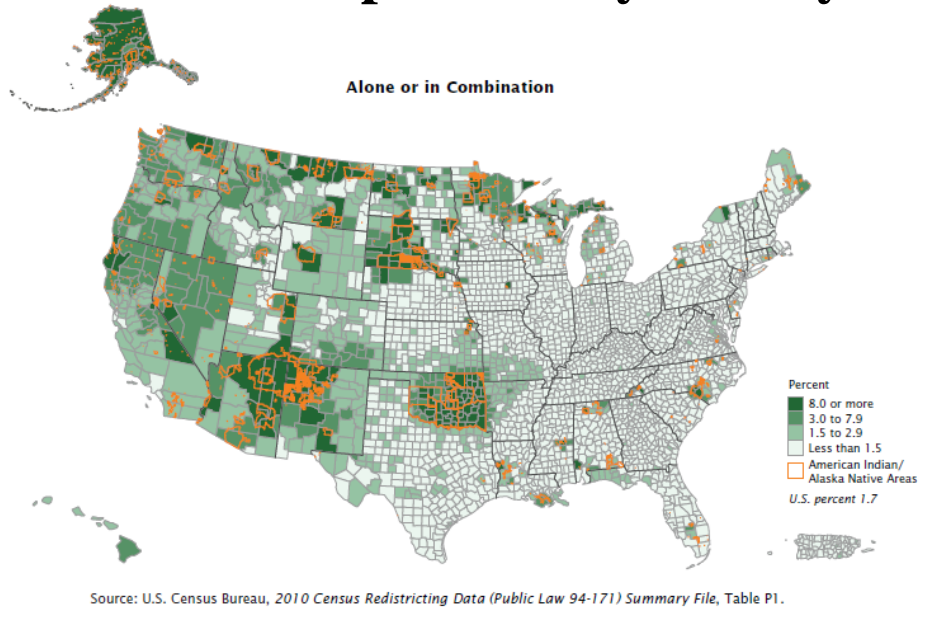 Alone or in Combination
Percent
8.0 or more
3.0 to 7.9
1.5 to 2.9
Less than 1.5
American Indian/
Alaska Native Areas
U.S. percent 1.7
Source: U.S. Census Bureau, 2010 Census Redistricting Data (Public Law 94-171) Summary File, Table P1.